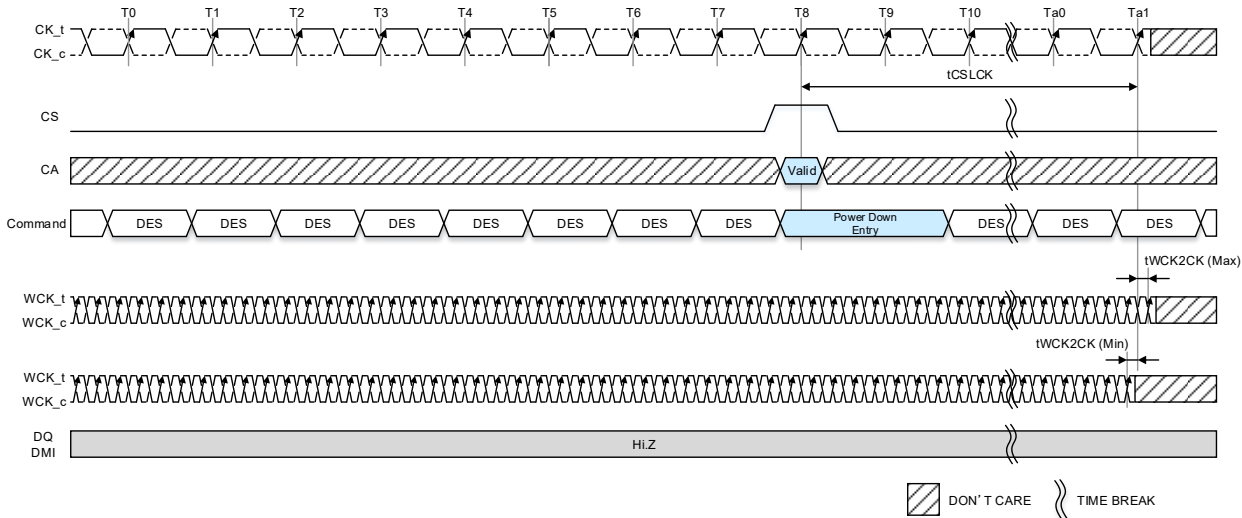 T0 T1 T2 T3 T4 T5 T6 T7 T8 T9 T10 Ta0 Ta1
CK_t
CK_c
tCSLCK
CS
CA Valid
Command DES DES DES DES DES DES DES DES Power Down Entry DES DES DES
tWCK2CK (Max)
WCK_t
WCK_c
tWCK2CK (Min)
WCK_t
WCK_c
DQ
DMI
Hi.Z
DON'T CARE TIME BREAK